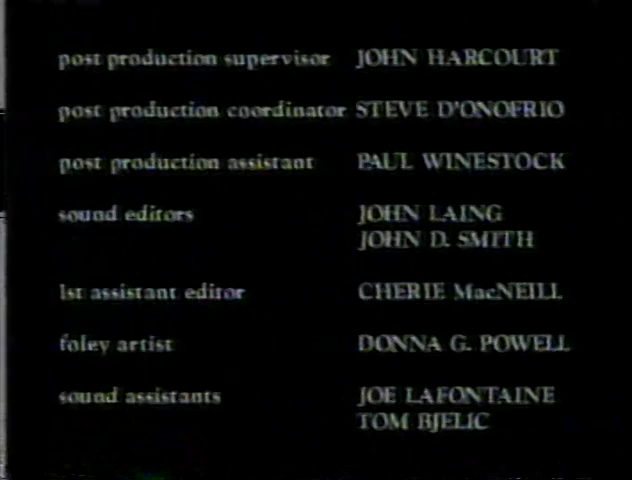 post production supervisor JOHN HARCOURT
post production coordinator STEVE D'ONOFRIO
post production assistant PAUL WINESTOCK
sound editors JOHN LAING
JOHN D. SMITH
1st assistant editor CHERIE MacNEILL
foley artist DONNA G. POWELL
sound assistants JOE LAFONTAINE
TOM BJELIC